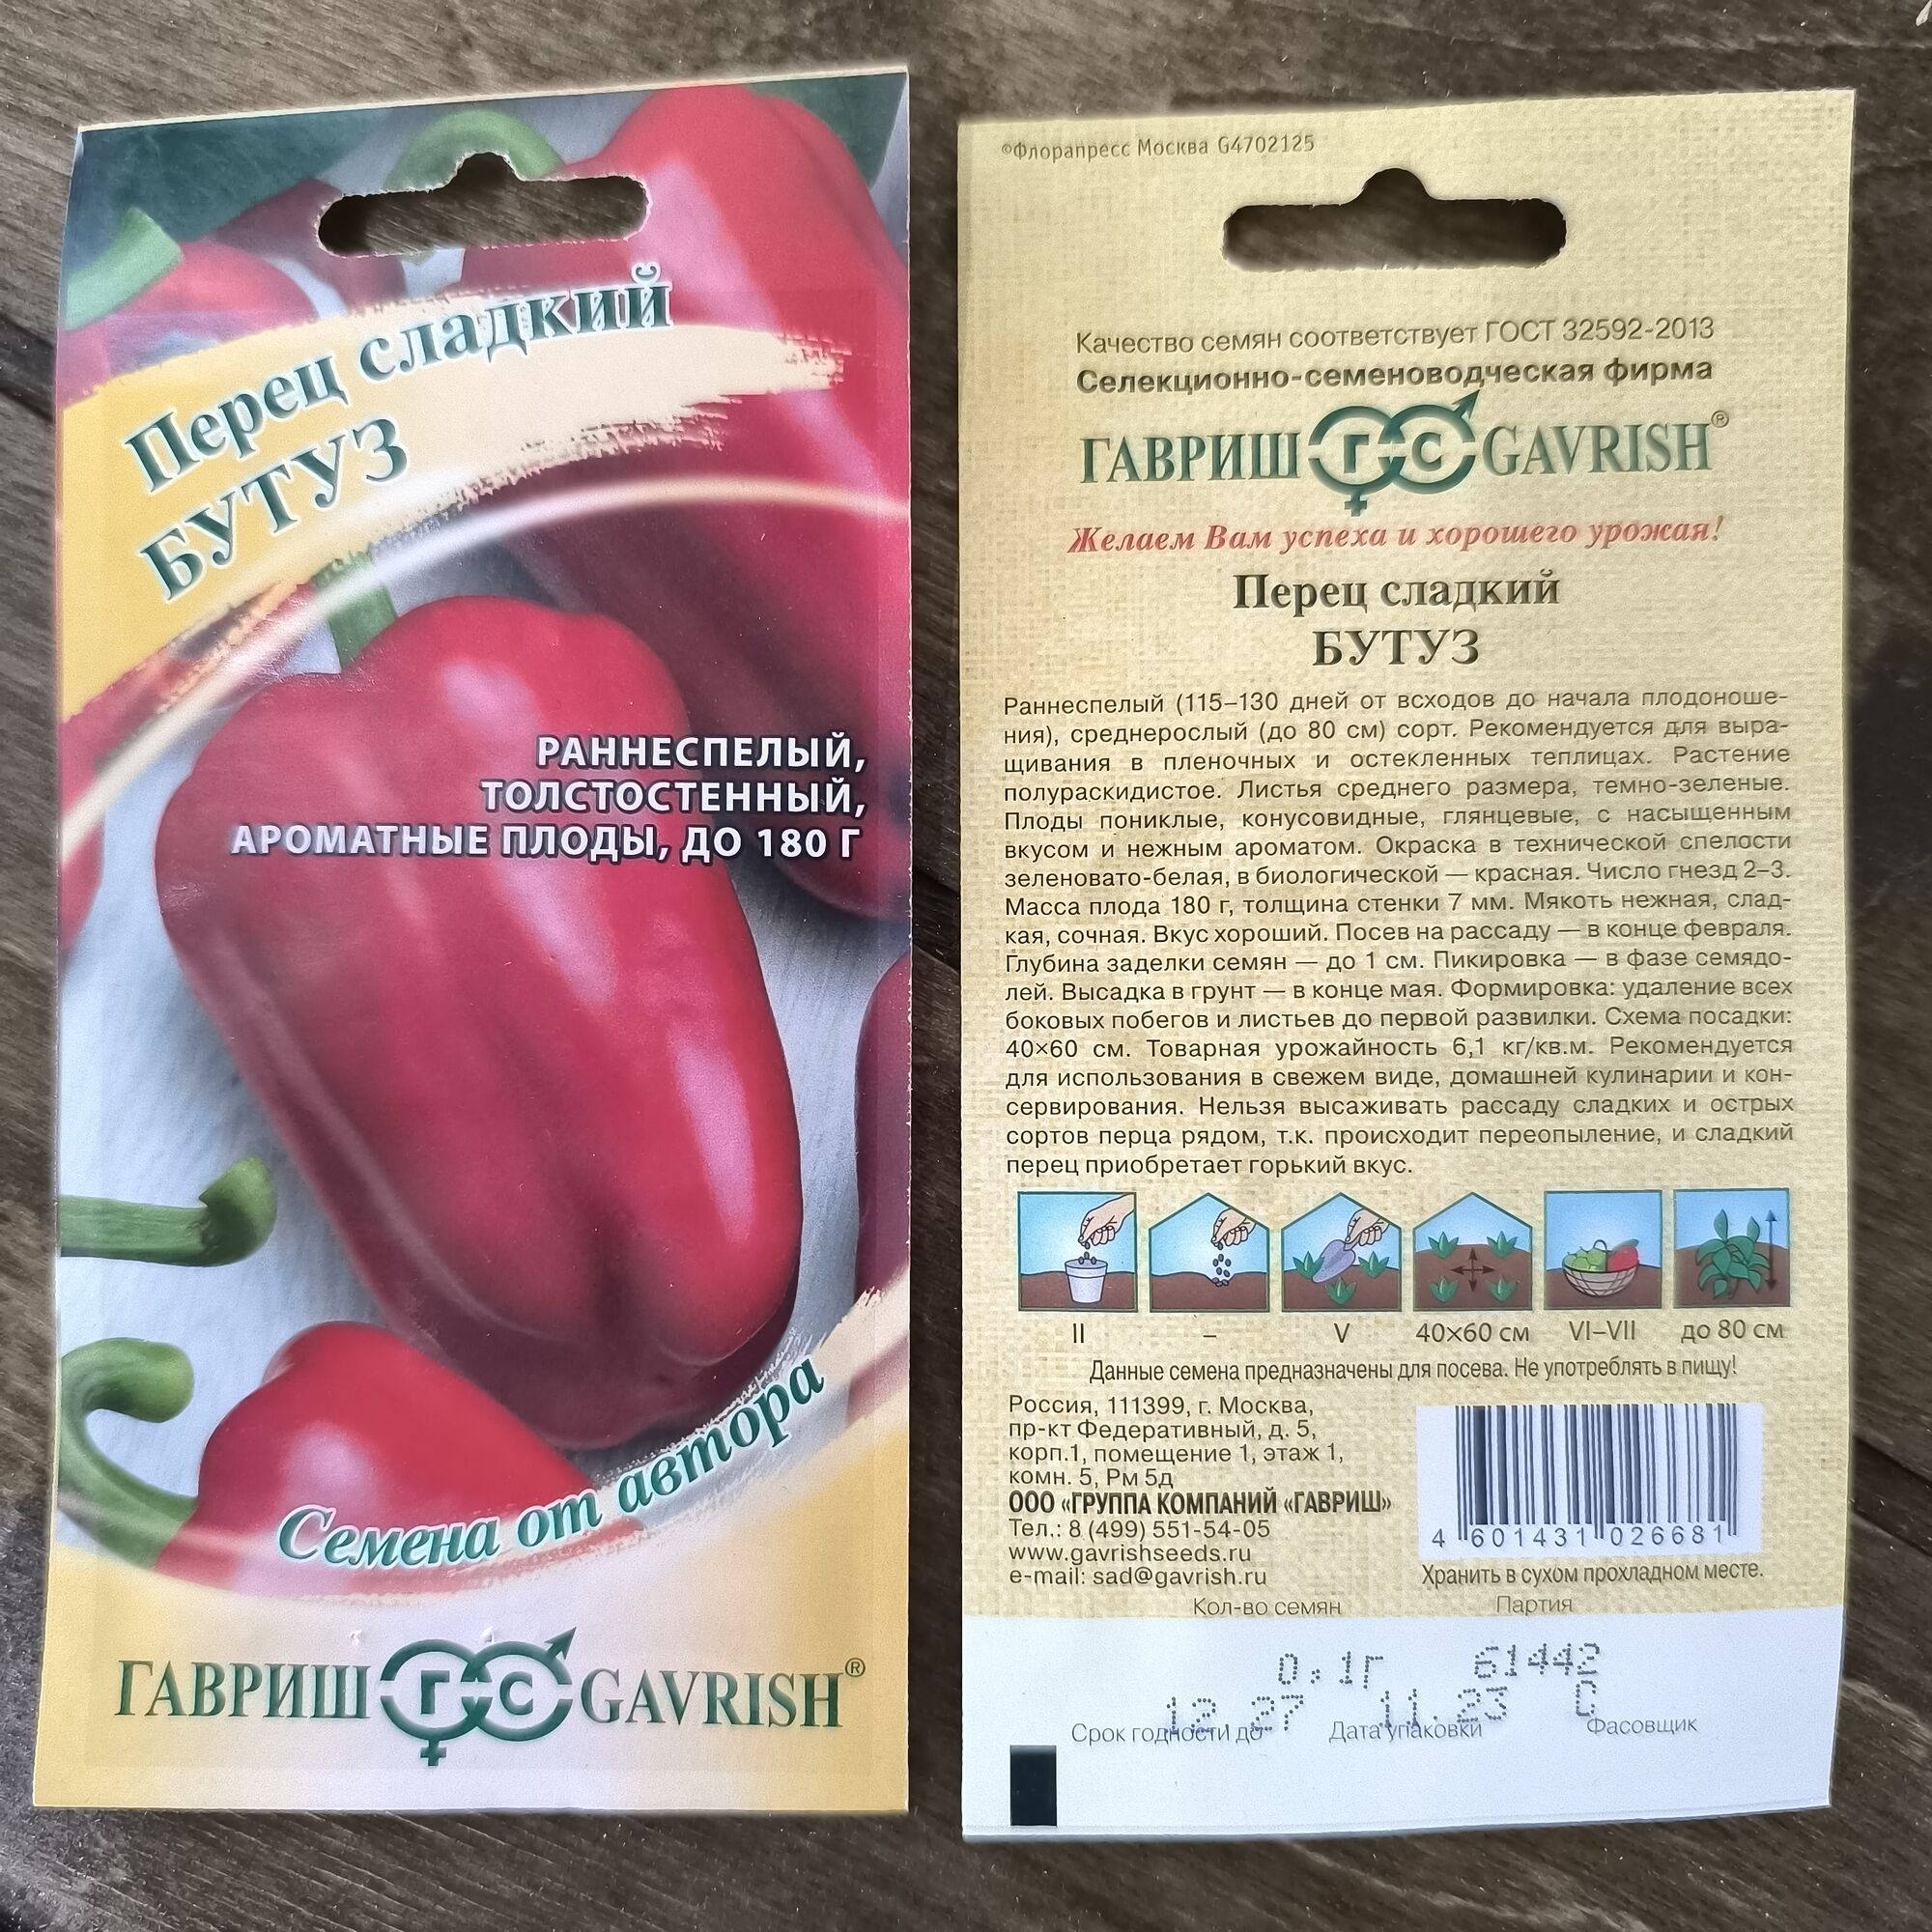 Перец сладкий
БУТУЗ
РАННЕСПЕЛЫЙ,
ТОЛСТОСТЕННЫЙ,
АРОМАТНЫЕ ПЛОДЫ, ДО 180 Г
Семена от автора
ГАВРИШ ГС GAVRISH®
©Флорапресс Москва G4702125
Качество семян соответствует ГОСТ 32592-2013
Селекционно-семеноводческая фирма
ГАВРИШ ГС GAVRISH®
Желаем Вам успеха и хорошего урожая!
Перец сладкий
БУТУЗ
Раннеспелый (115–130 дней от всходов до начала плодоноше-
ния), среднерослый (до 80 см) сорт. Рекомендуется для выра-
щивания в пленочных и остекленных теплицах. Растение
полураскидистое. Листья среднего размера, темно-зеленые.
Плоды пониклые, конусовидные, глянцевые, с насыщенным
вкусом и нежным ароматом. Окраска в технической спелости
зеленовато-белая, в биологической — красная. Число гнезд 2–3.
Масса плода 180 г, толщина стенки 7 мм. Мякоть нежная, слад-
кая, сочная. Вкус хороший. Посев на рассаду — в конце февраля.
Глубина заделки семян — до 1 см. Пикировка — в фазе семядо-
лей. Высадка в грунт — в конце мая. Формировка: удаление всех
боковых побегов и листьев до первой развилки. Схема посадки:
40×60 см. Товарная урожайность 6,1 кг/кв.м. Рекомендуется
для использования в свежем виде, домашней кулинарии и кон-
сервирования. Нельзя высаживать рассаду сладких и острых
сортов перца рядом, т.к. происходит переопыление, и сладкий
перец приобретает горький вкус.
II – V 40×60 см VI–VII до 80 см
Данные семена предназначены для посева. Не употреблять в пищу!
Россия, 111399, г. Москва,
пр-кт Федеративный, д. 5,
корп.1, помещение 1, этаж 1,
комн. 5, Рм 5д
ООО «ГРУППА КОМПАНИЙ «ГАВРИШ»
Тел.: 8 (499) 551-54-05
www.gavrishseeds.ru
e-mail: sad@gavrish.ru
4 601431 026681
Хранить в сухом прохладном месте.
Кол-во семян Партия
0,1г 61442
12.27 11.23 С
Срок годности до Дата упаковки Фасовщик